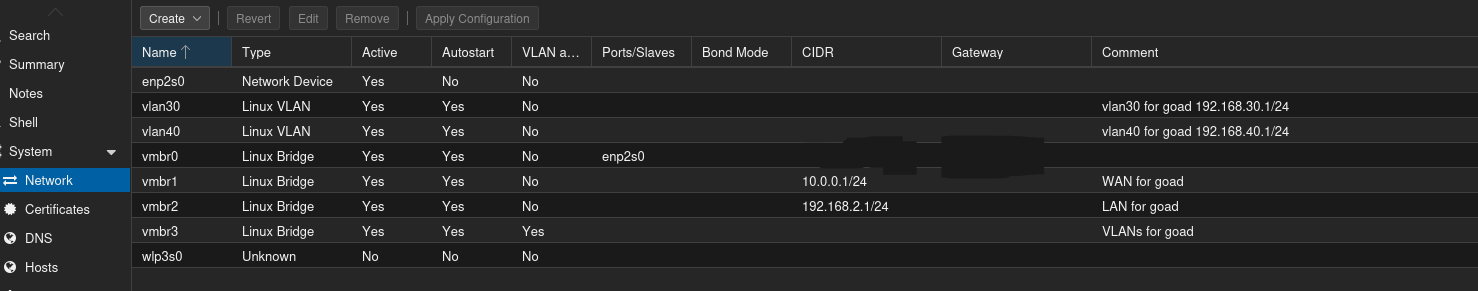 Create Revert Edit Remove Apply Configuration
Search
Summary
Notes
Shell
System
Network
Certificates
DNS
Hosts
Name Type Active Autostart VLAN a... Ports/Slaves Bond Mode CIDR Gateway Comment
enp2s0 Network Device Yes No No
vlan30 Linux VLAN Yes Yes No vlan30 for goad 192.168.30.1/24
vlan40 Linux VLAN Yes Yes No vlan40 for goad 192.168.40.1/24
vmbr0 Linux Bridge Yes Yes No enp2s0
vmbr1 Linux Bridge Yes Yes No 10.0.0.1/24 WAN for goad
vmbr2 Linux Bridge Yes Yes No 192.168.2.1/24 LAN for goad
vmbr3 Linux Bridge Yes Yes Yes VLANs for goad
wlp3s0 Unknown No No No